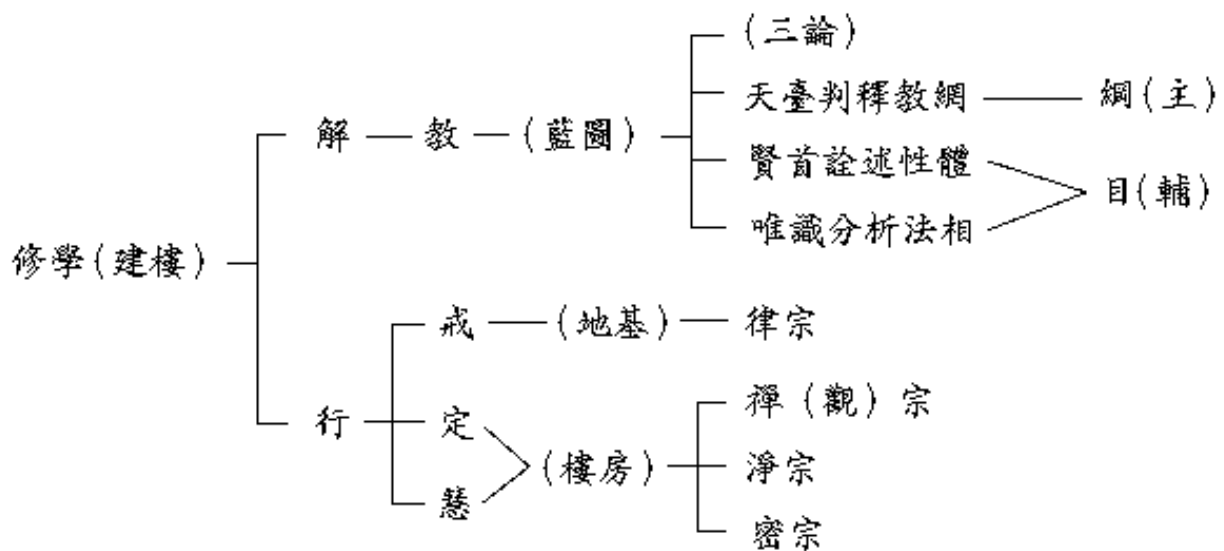 (三論)
天臺判釋教網 綱(主)
解 教 (藍圖)
賢首詮述性體
目(輔)
唯識分析法相
修學(建樓)
戒 (地基) 律宗
禪(觀)宗
行 定
(樓房) 淨宗
慧
密宗